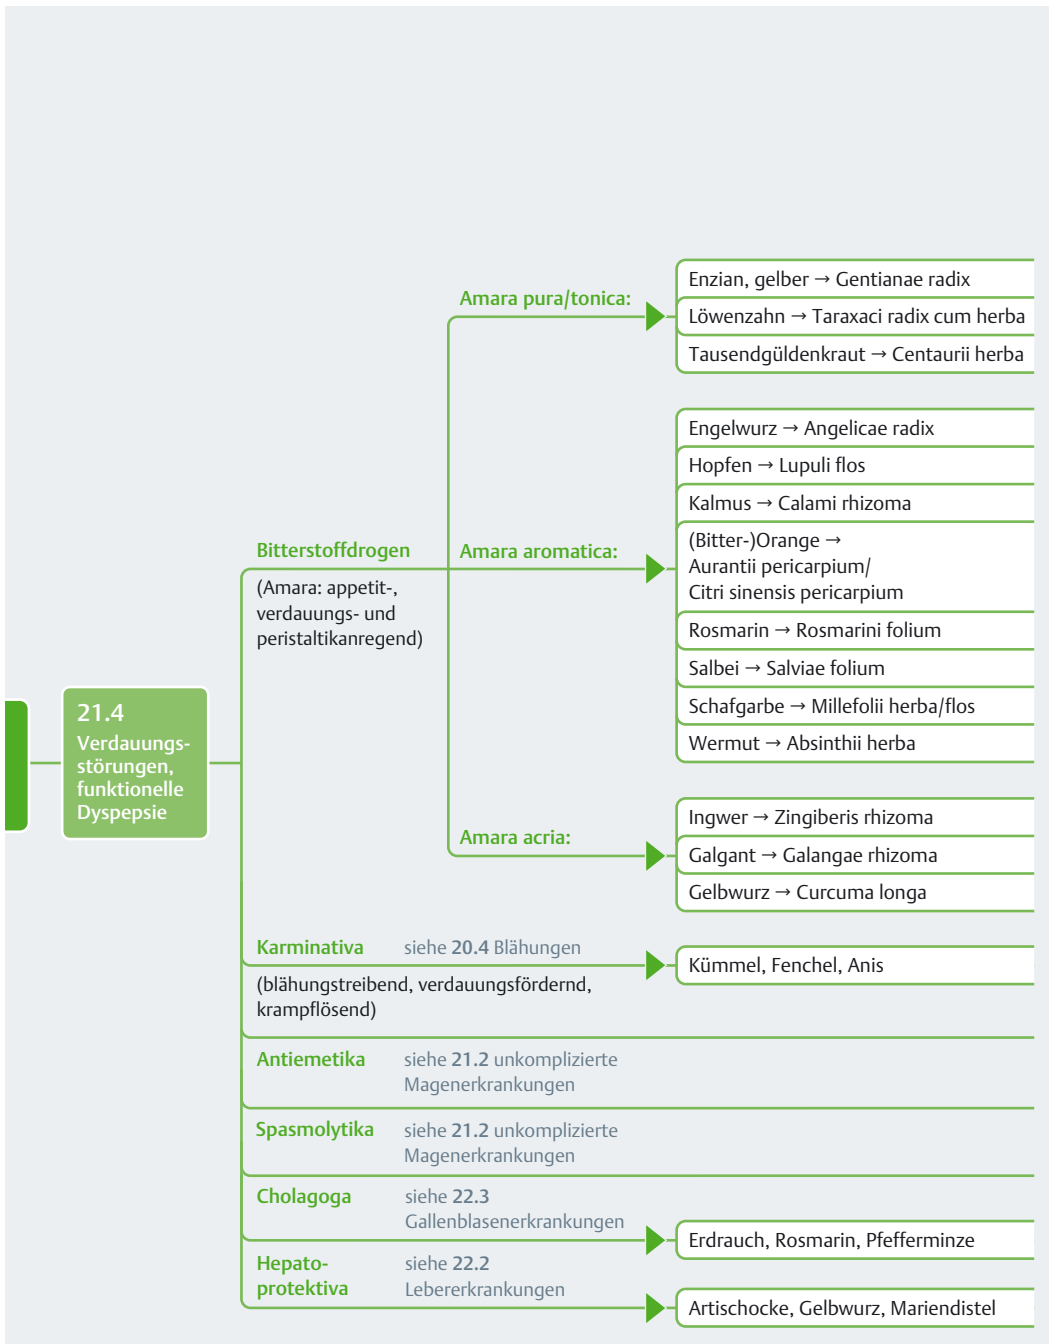 21.4
Verdauungs-
störungen,
funktionelle
Dyspepsie
Bitterstoffdrogen
(Amara: appetit-,
verdauungs- und
peristaltikanregend)
Amara pura/tonica:
Enzian, gelber → Gentianae radix
Löwenzahn → Taraxaci radix cum herba
Tausendgüldenkraut → Centaurii herba
Amara aromatica:
Engelwurz → Angelicae radix
Hopfen → Lupuli flos
Kalmus → Calami rhizoma
(Bitter-)Orange →
Aurantii pericarpium/
Citri sinensis pericarpium
Rosmarin → Rosmarini folium
Salbei → Salviae folium
Schafgarbe → Millefolii herba/flos
Wermut → Absinthii herba
Amara acria:
Ingwer → Zingiberis rhizoma
Galgant → Galangae rhizoma
Gelbwurz → Curcuma longa
Karminativa siehe 20.4 Blähungen
(blähungstreibend, verdauungsfördernd,
krampflösend)
Kümmel, Fenchel, Anis
Antiemetika siehe 21.2 unkomplizierte
Magenerkrankungen
Spasmolytika siehe 21.2 unkomplizierte
Magenerkrankungen
Cholagoga siehe 22.3
Gallenblasenerkrankungen
Erdrauch, Rosmarin, Pfefferminze
Hepato- siehe 22.2
protektiva Lebererkrankungen
Artischocke, Gelbwurz, Mariendistel